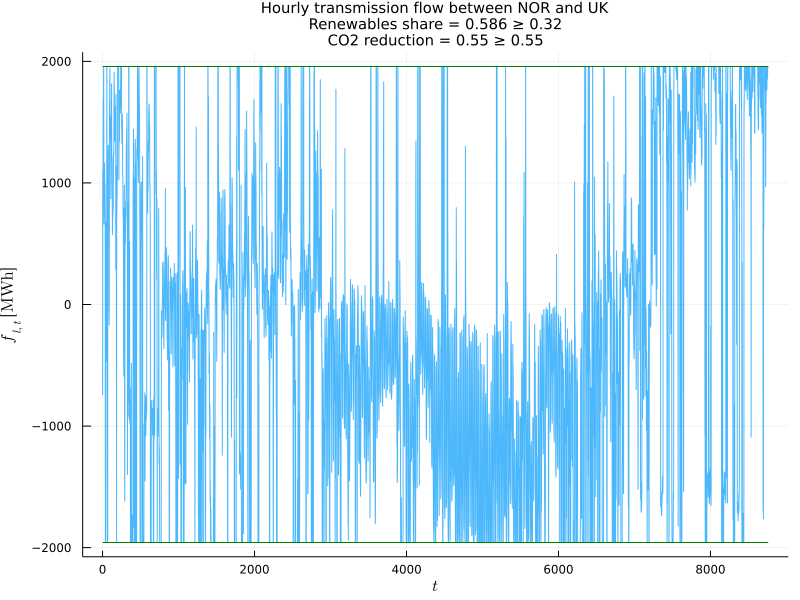 Hourly transmission flow between NOR and UK
Renewables share = 0.586 ≥ 0.32
CO2 reduction = 0.55 ≥ 0.55
2000
1000
0
−1000
−2000
f_{l,t} [MWh]
0 2000 4000 6000 8000
t